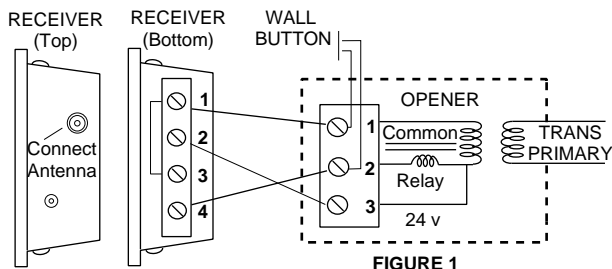 RECEIVER
(Top)
RECEIVER
(Bottom)
WALL
BUTTON
OPENER
Connect
Antenna
1
2
3
4
1
2
3
Common
Relay
24 v
TRANS
PRIMARY
FIGURE 1